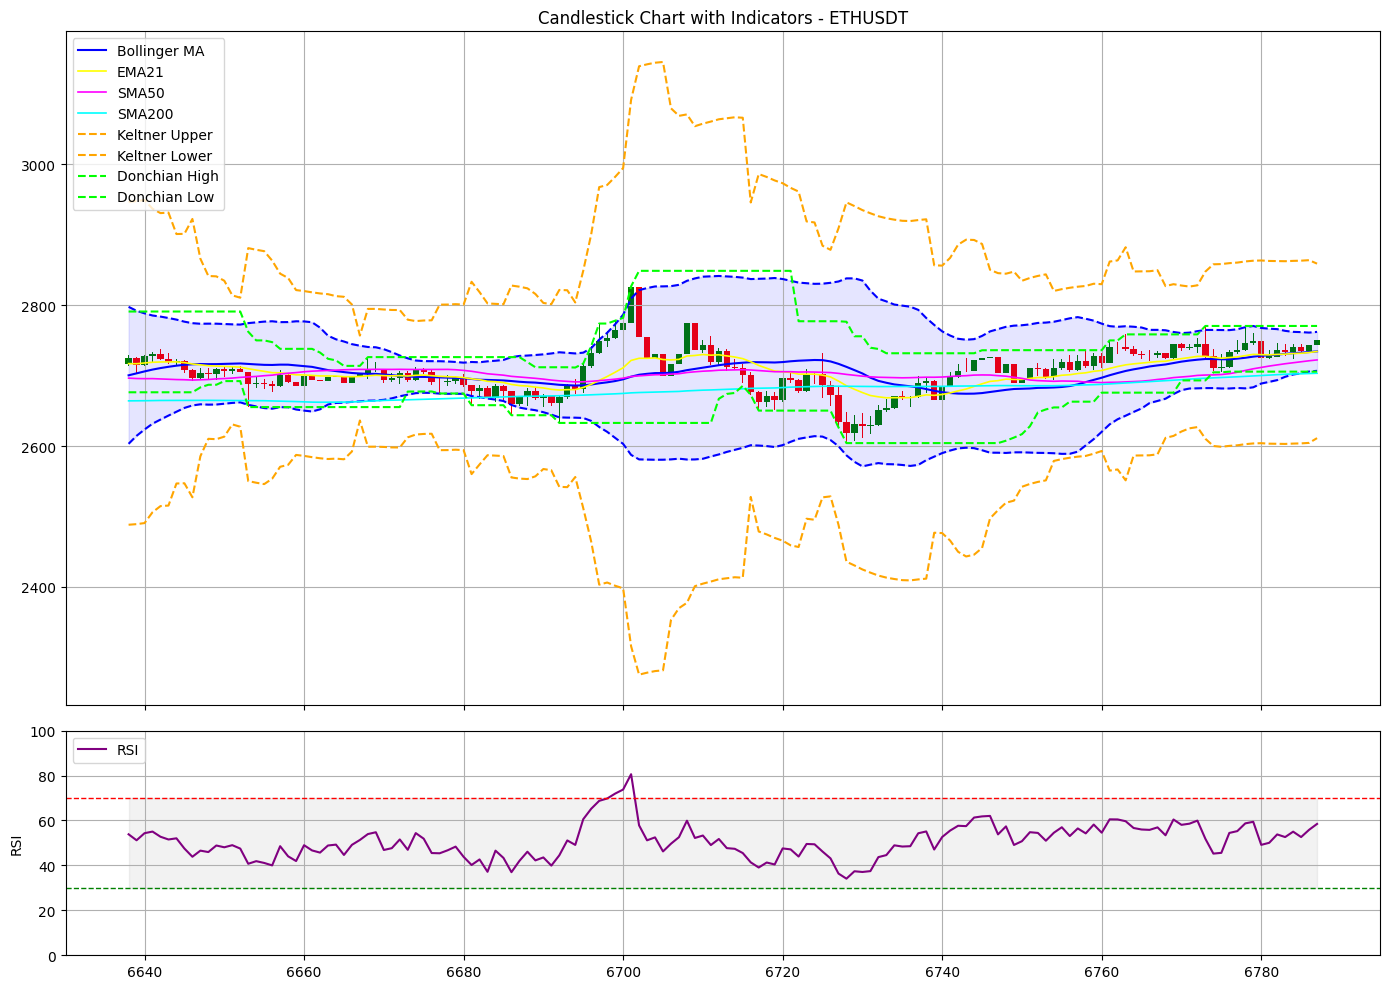 Candlestick Chart with Indicators - ETHUSDT
Bollinger MA
EMA21
SMA50
SMA200
Keltner Upper
Keltner Lower
Donchian High
Donchian Low
3000
2800
2600
2400
RSI
100
80
60
40
20
0
RSI
6640
6660
6680
6700
6720
6740
6760
6780